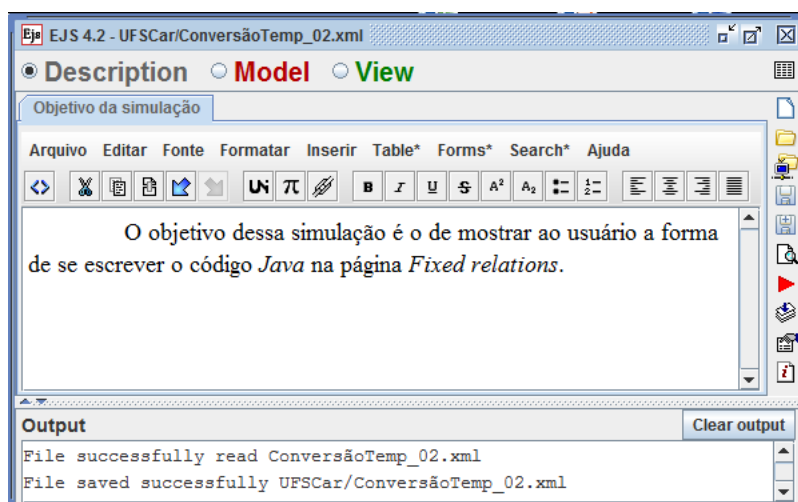 Ejs EJS 4.2 - UFSCar/ConversãoTemp_02.xml
Description Model View
Objetivo da simulação
Arquivo Editar Fonte Formatar Inserir Table* Forms* Search* Ajuda
Uni π B I U S A² A₂
O objetivo dessa simulação é o de mostrar ao usuário a forma
de se escrever o código Java na página Fixed relations.
Output Clear output
File successfully read ConversãoTemp_02.xml
File saved successfully UFSCar/ConversãoTemp_02.xml